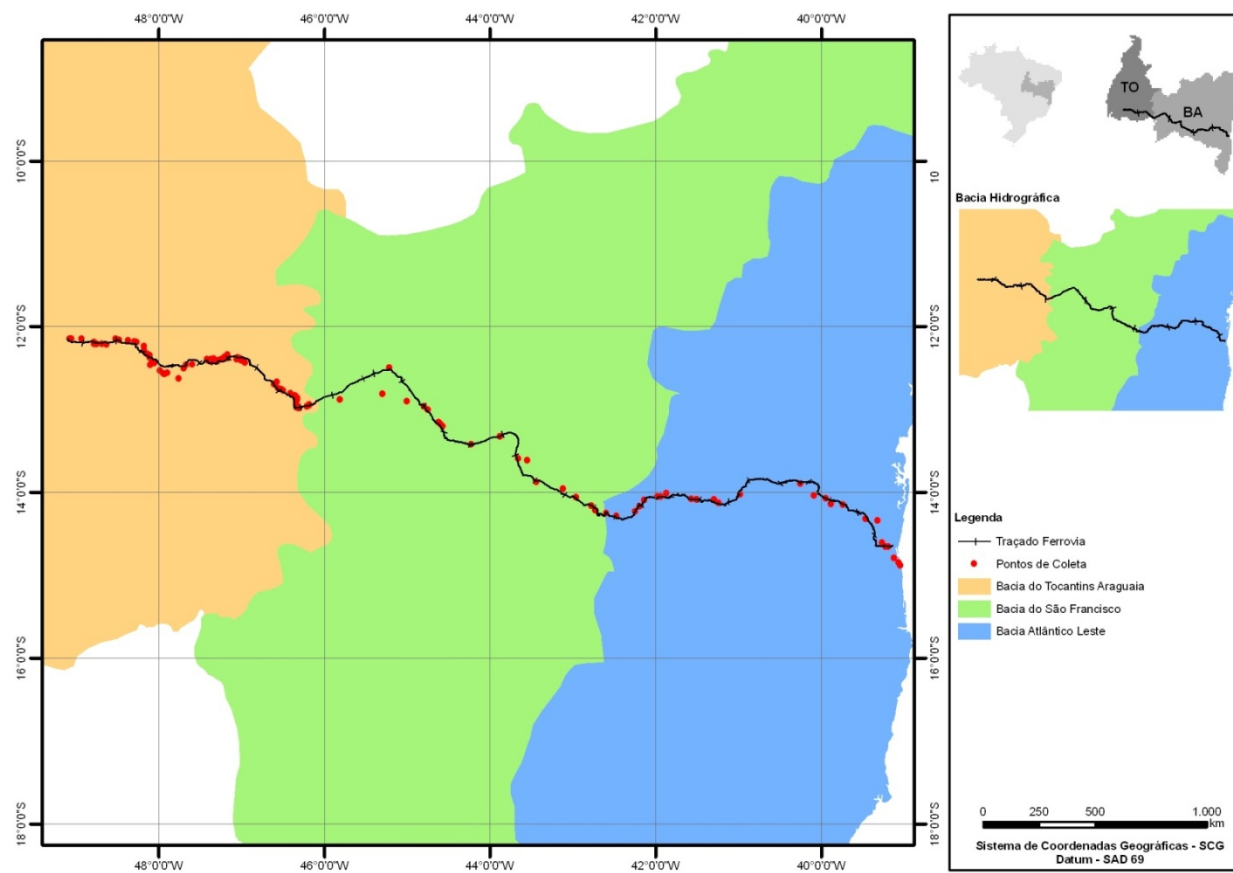 48°0'0"W 46°0'0"W 44°0'0"W 42°0'0"W 40°0'0"W
10°0'0"S
12°0'0"S
14°0'0"S
16°0'0"S
18°0'0"S
10
12°0'0"S
14°0'0"S
16°0'0"S
18°0'0"S
48°0'0"W 46°0'0"W 44°0'0"W 42°0'0"W 40°0'0"W
TO
BA
Bacia Hidrográfica
Legenda
Traçado Ferrovia
Pontos de Coleta
Bacia do Tocantins Araguaia
Bacia do São Francisco
Bacia Atlântico Leste
0 250 500 1.000
km
Sistema de Coordenadas Geográficas - SCG
Datum - SAD 69